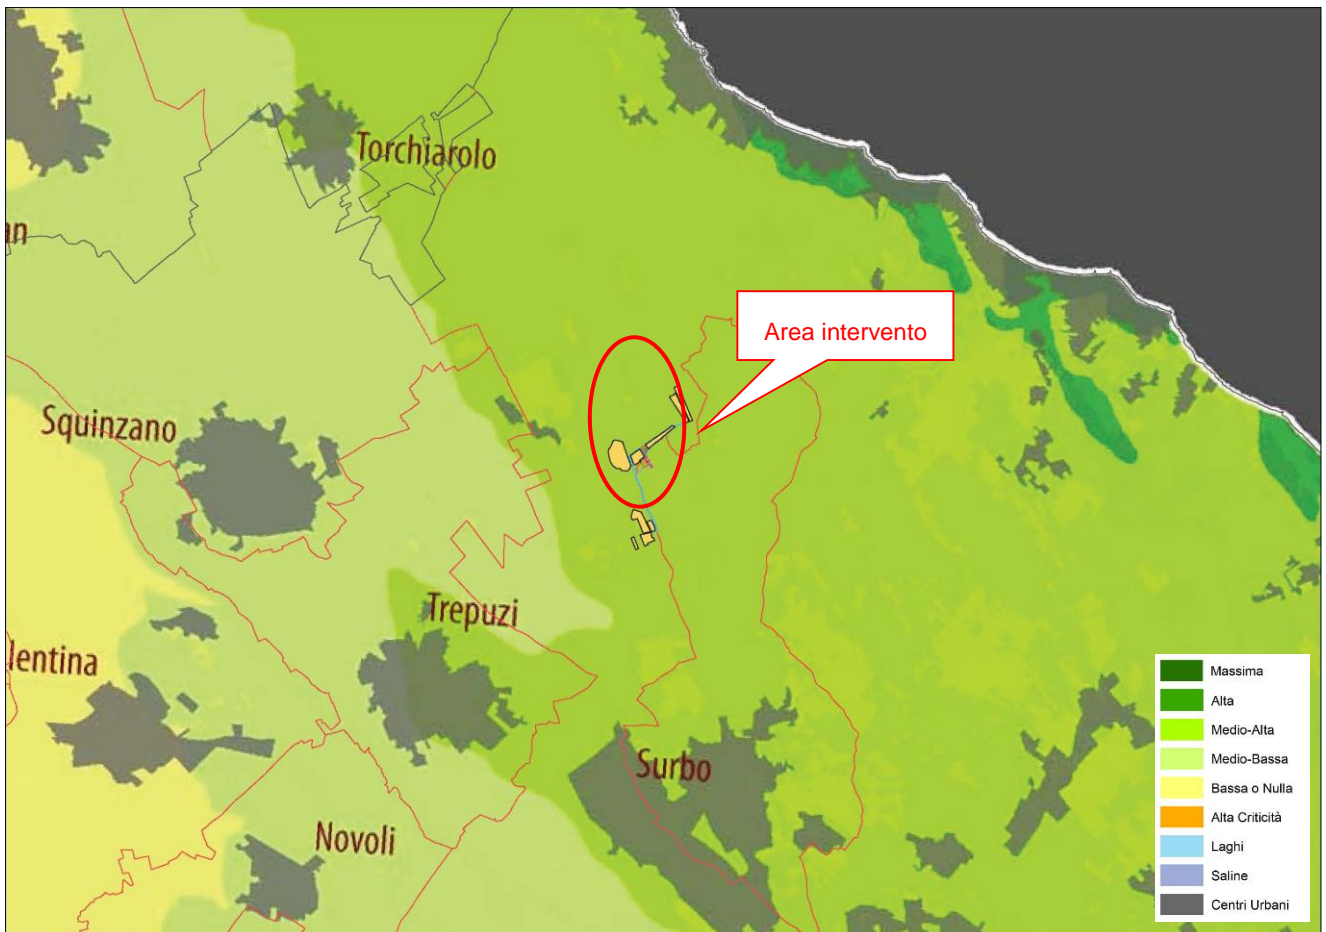 Torchiarolo
an
Area intervento
Squinzano
Trepuzi
lentina
Surbo
Novoli
Massima
Alta
Medio-Alta
Medio-Bassa
Bassa o Nulla
Alta Criticità
Laghi
Saline
Centri Urbani